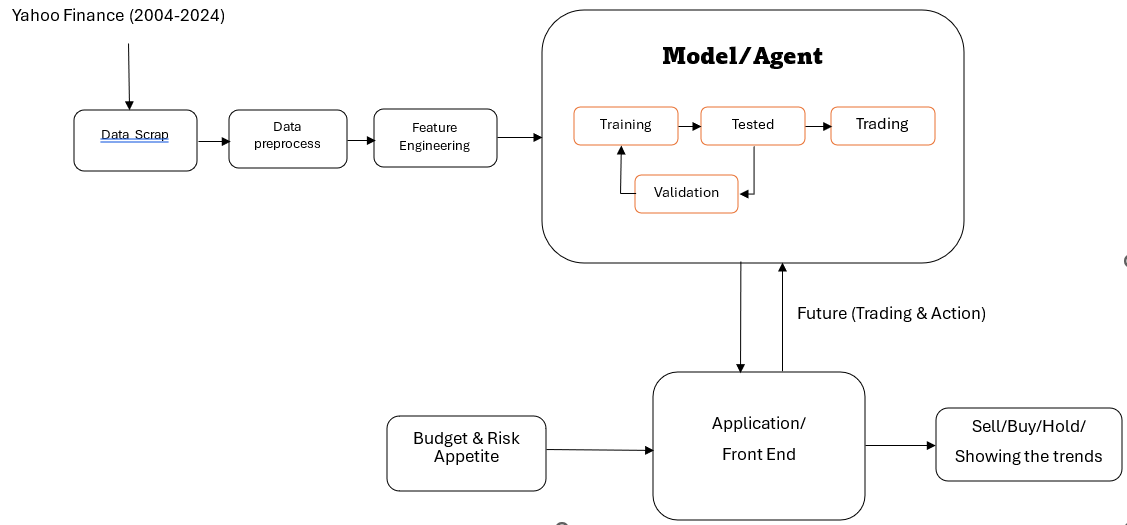 Yahoo Finance (2004-2024)
Model/Agent
Data Scrap
Data
preprocess
Feature
Engineering
Training
Tested
Trading
Validation
Future (Trading & Action)
Budget & Risk
Appetite
Application/
Front End
Sell/Buy/Hold/
Showing the trends